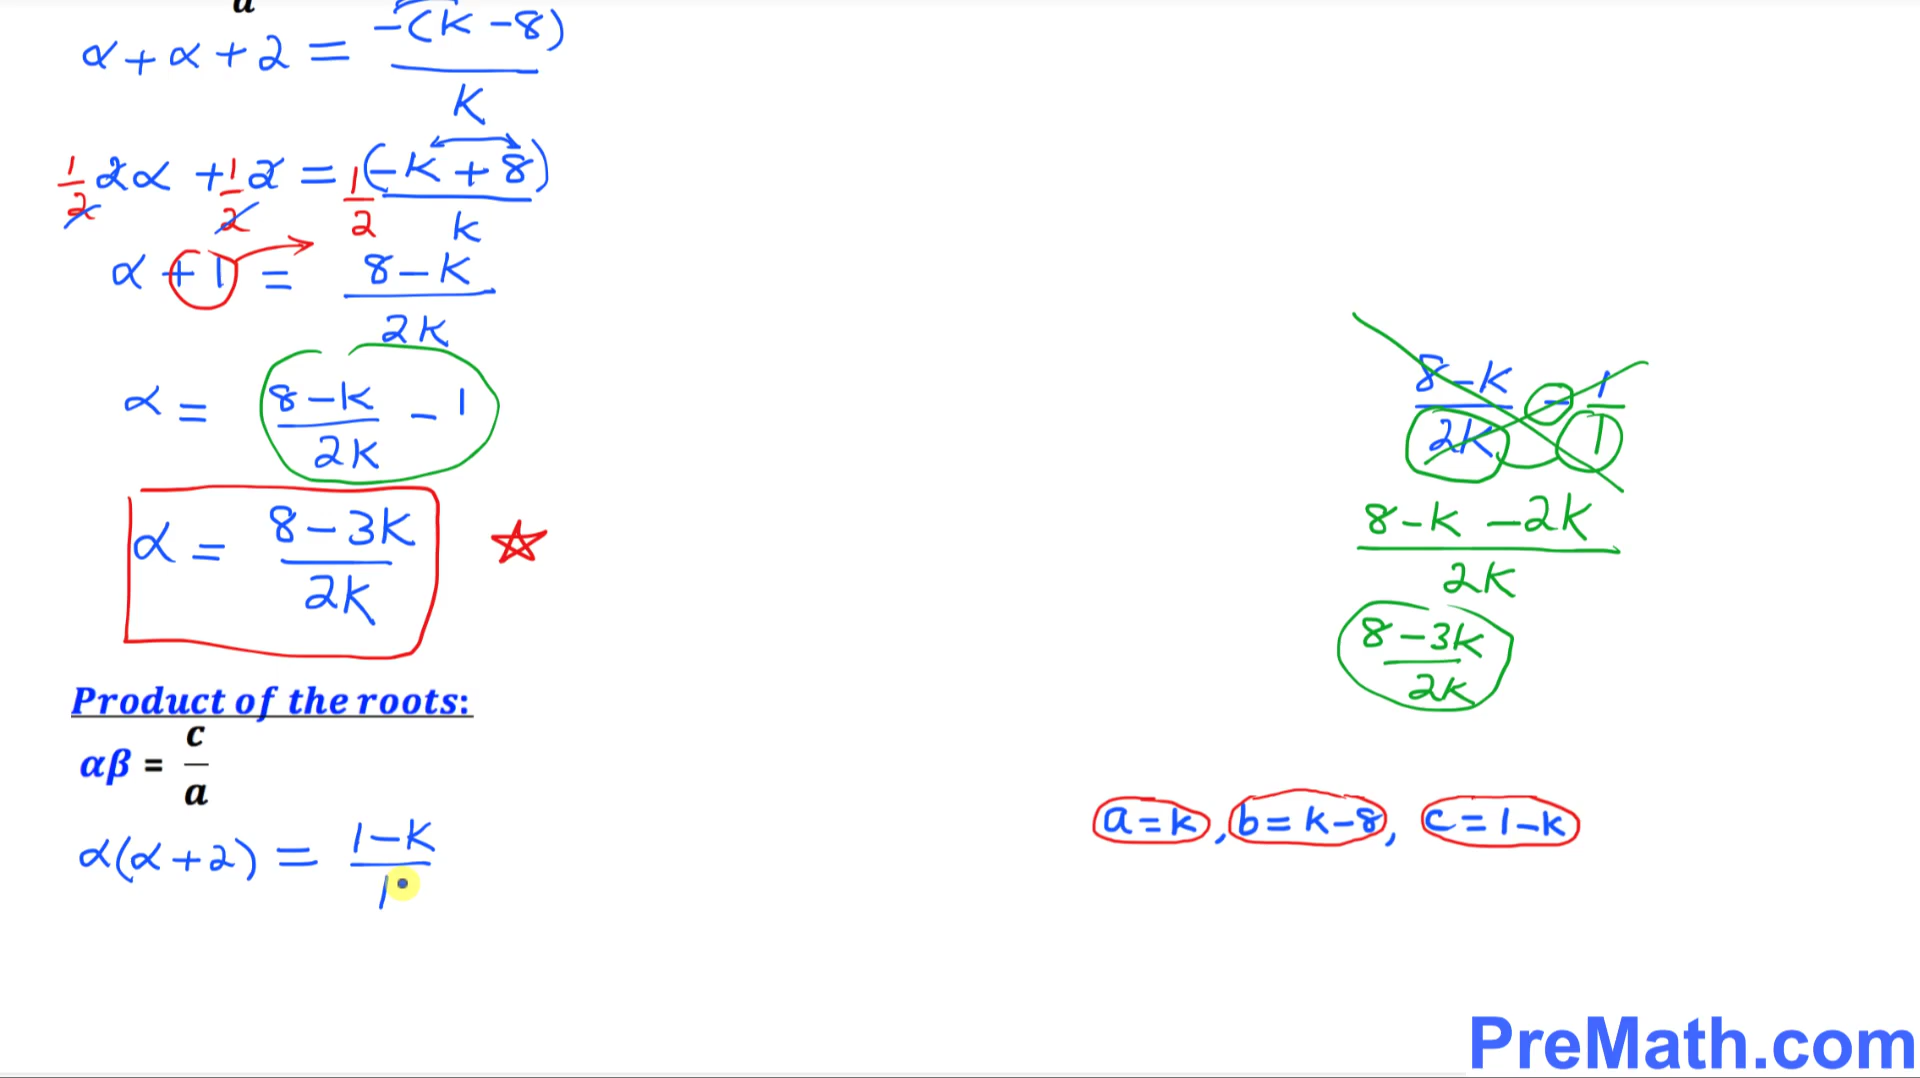 a
α + α + 2 = -(k - 8)
k
1/2 2α + 1/2 2 = 1/2 (-k + 8)
k
α + 1 = 8 - k
2k
α = 8 - k - 1
2k
α = 8 - 3k
2k
Product of the roots:
αβ = c
a
α(α + 2) = 1 - k
8 - k - 1
2k 1
8 - k - 2k
2k
8 - 3k
2k
a = k, b = k - 8, c = 1 - k
PreMath.com